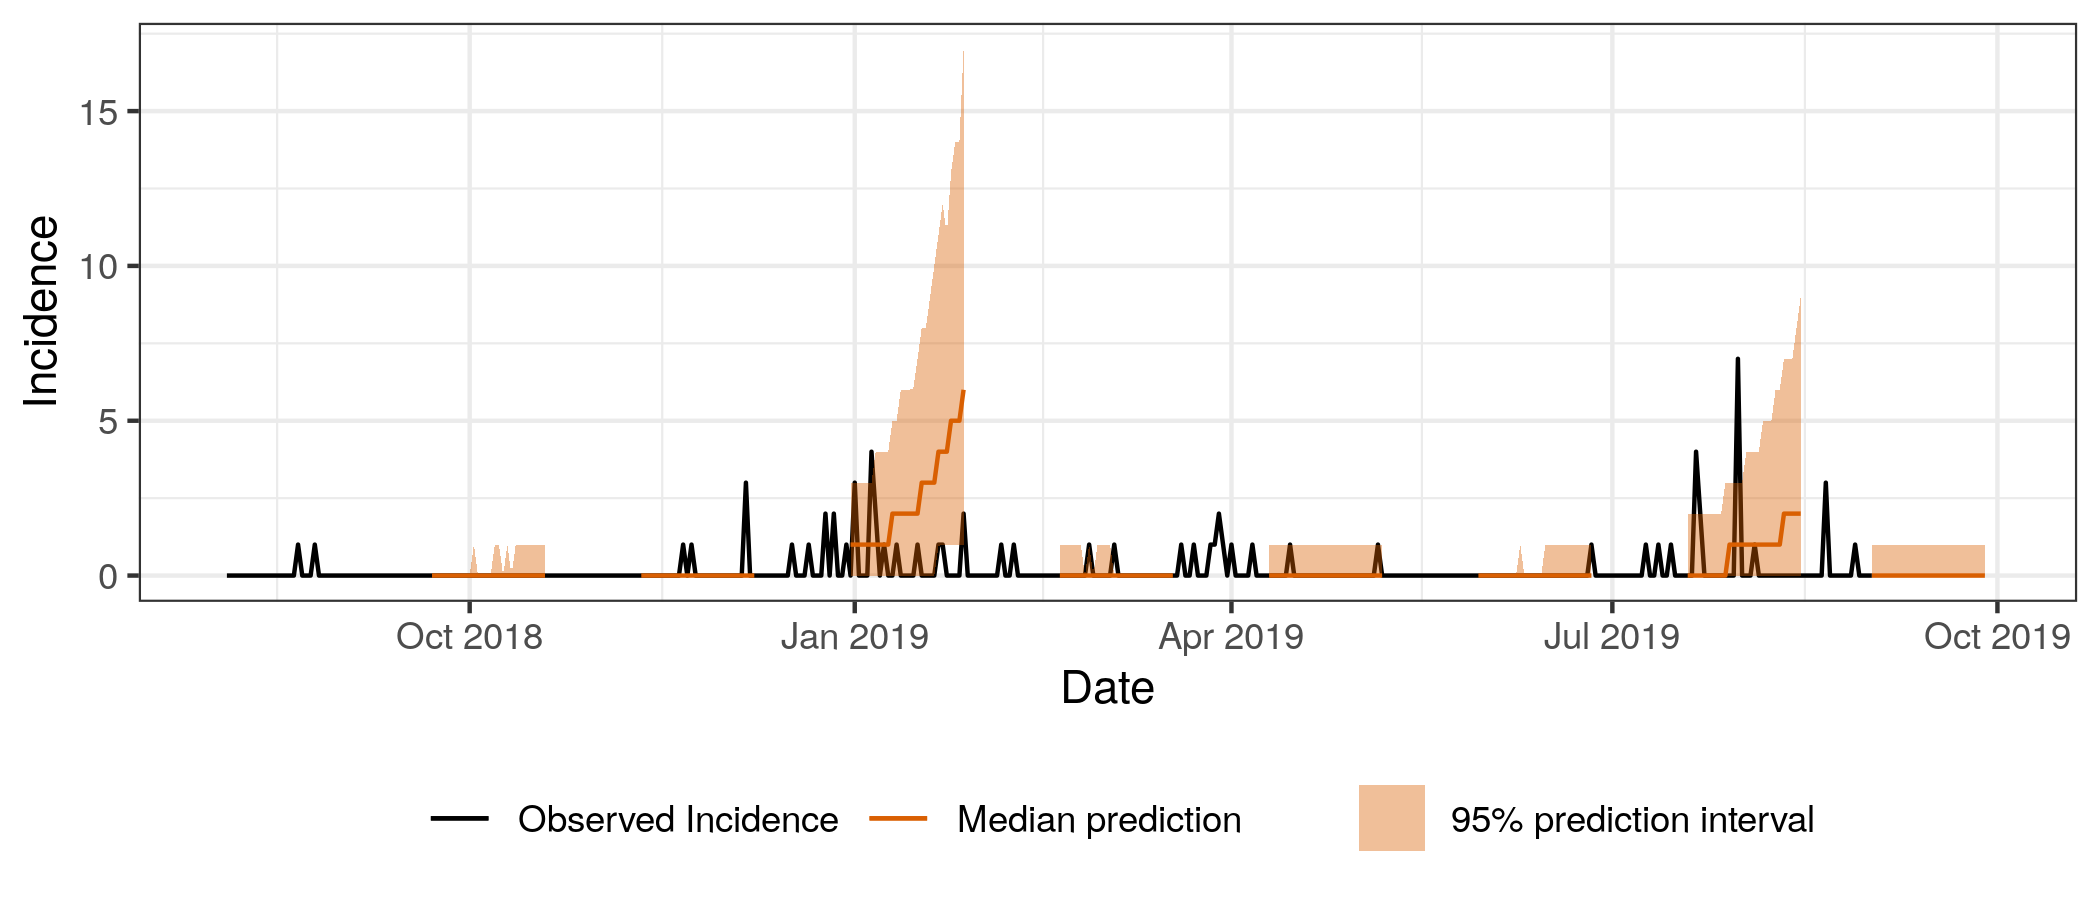 Incidence
15
10
5
0
Oct 2018
Jan 2019
Apr 2019
Jul 2019
Oct 2019
Date
Observed Incidence
Median prediction
95% prediction interval